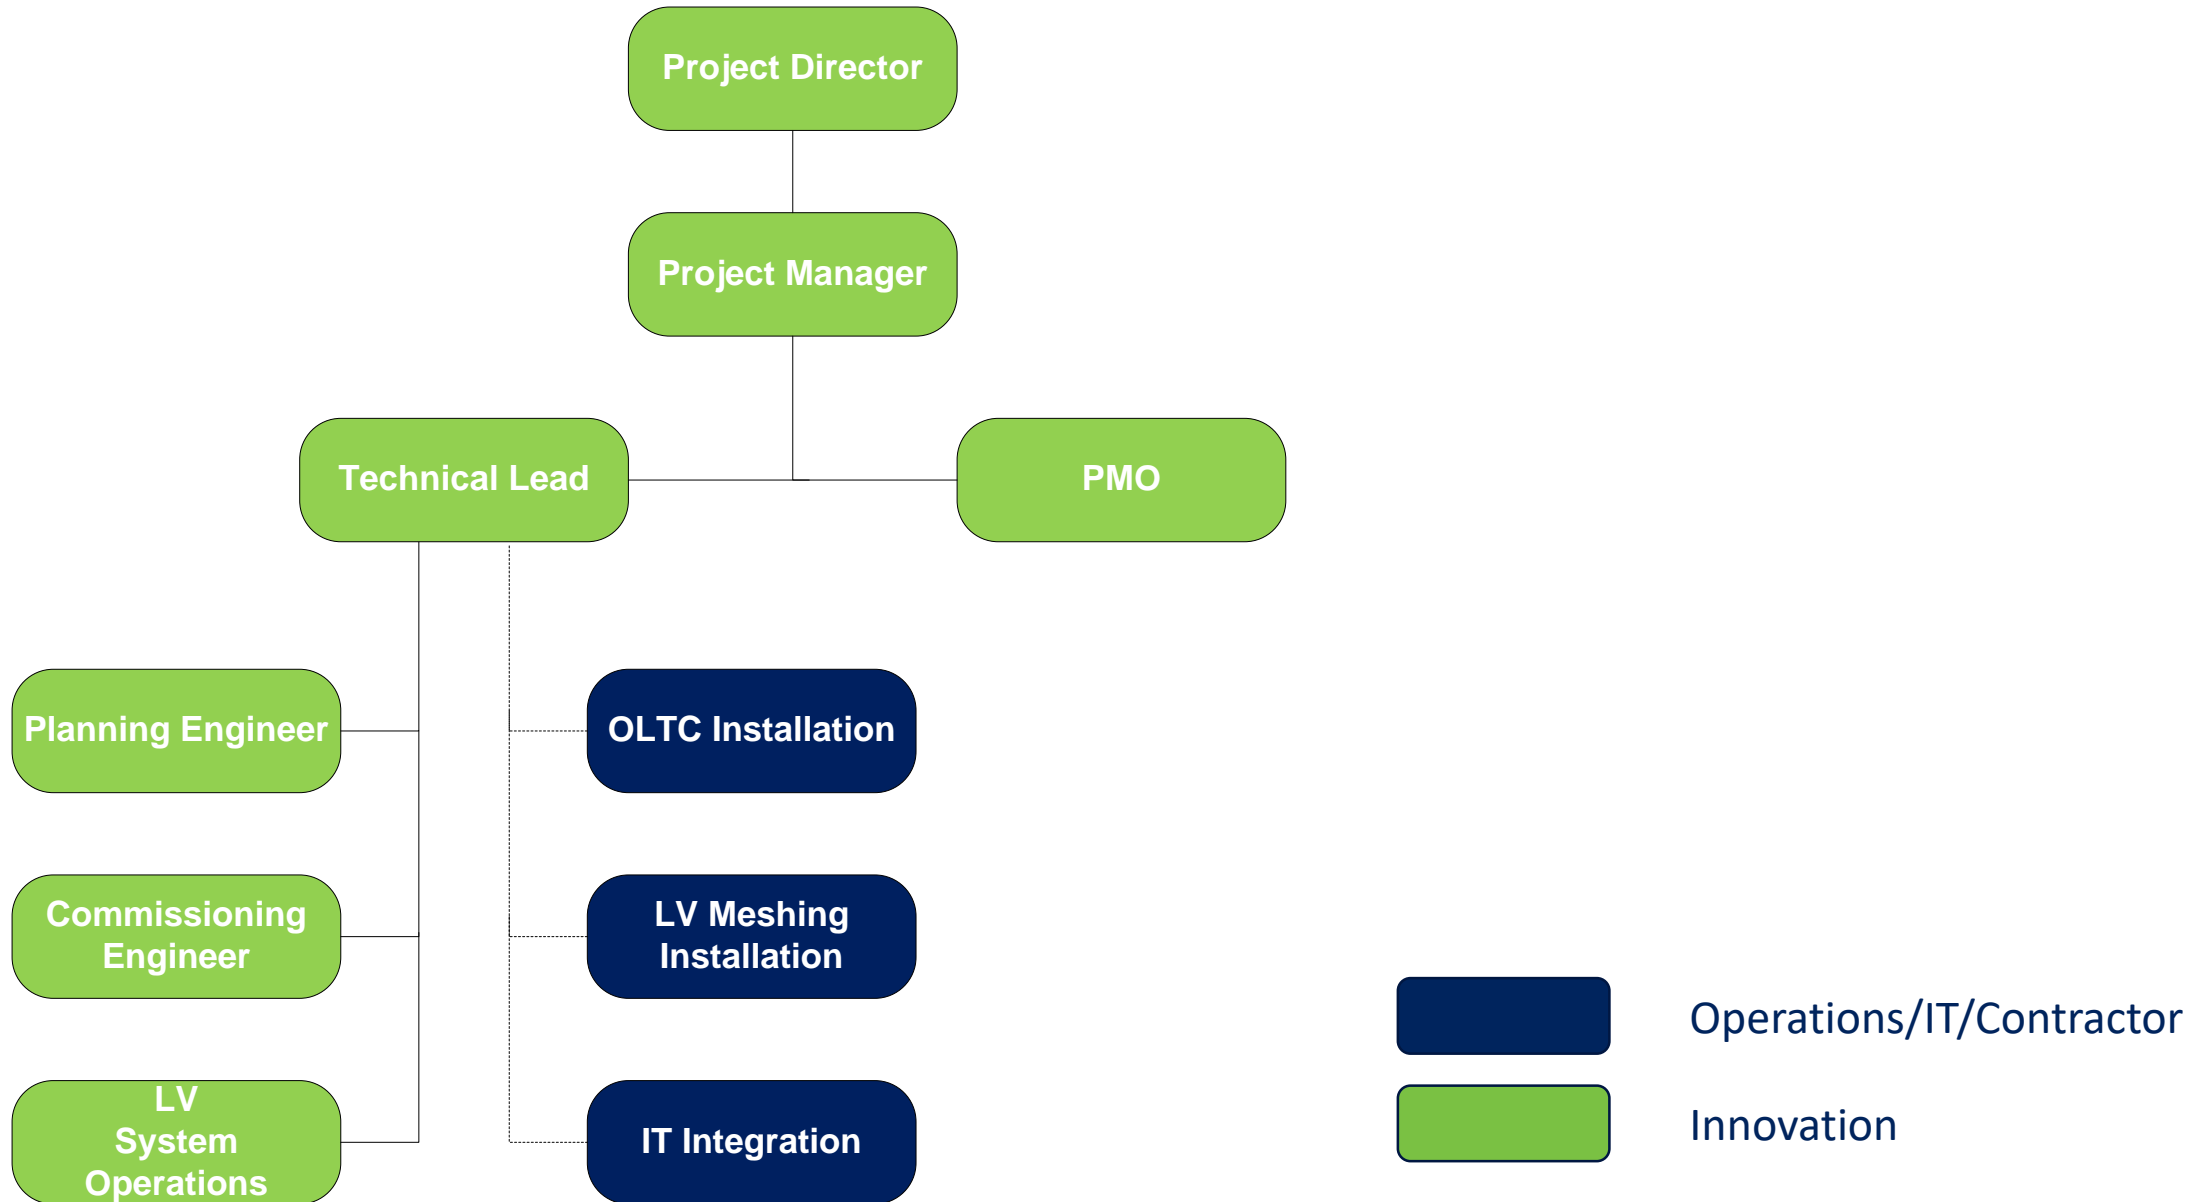 Project Director
Project Manager
Technical Lead
PMO
Planning Engineer
OLTC Installation
Commissioning
Engineer
LV Meshing
Installation
LV
System
Operations
IT Integration
Operations/IT/Contractor
Innovation